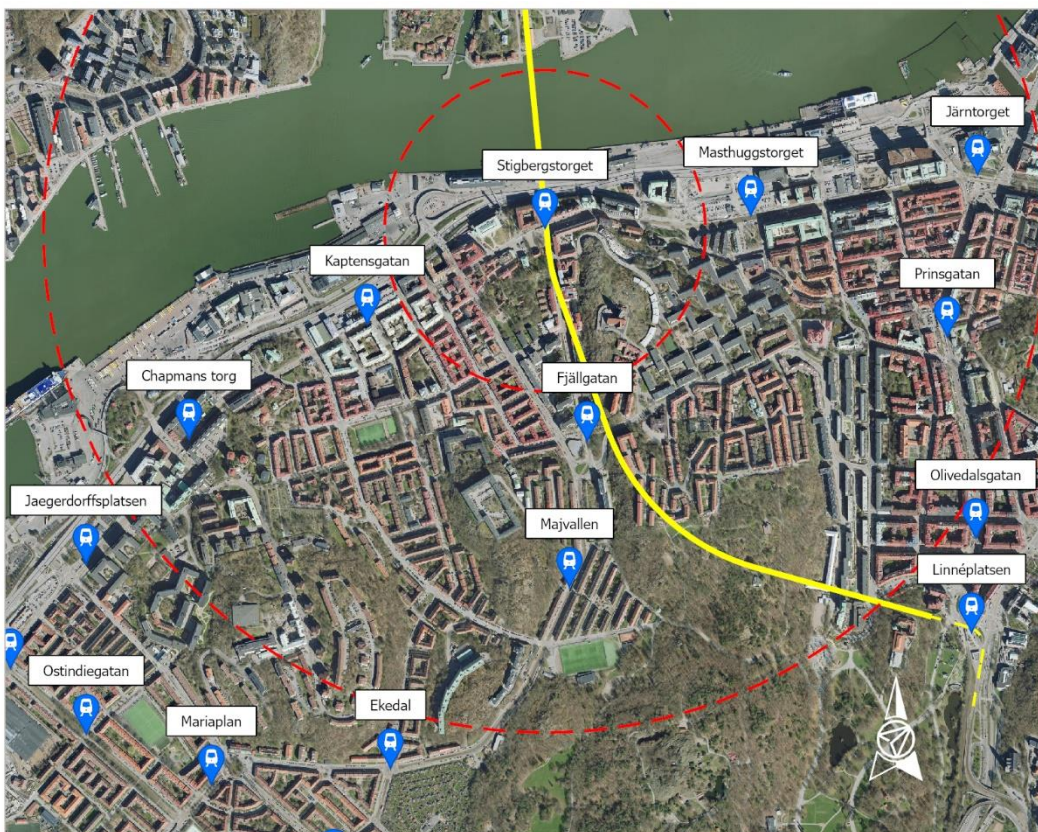 Järntorget
Masthuggstorget
Stigbergstorget
Kaptensgatan
Prinsgatan
Chapmans torg
Fjällgatan
Olivedalsgatan
Jaegerdorffsplatsen
Majvallen
Linnéplatsen
Ostindiegatan
Ekedal
Mariaplan